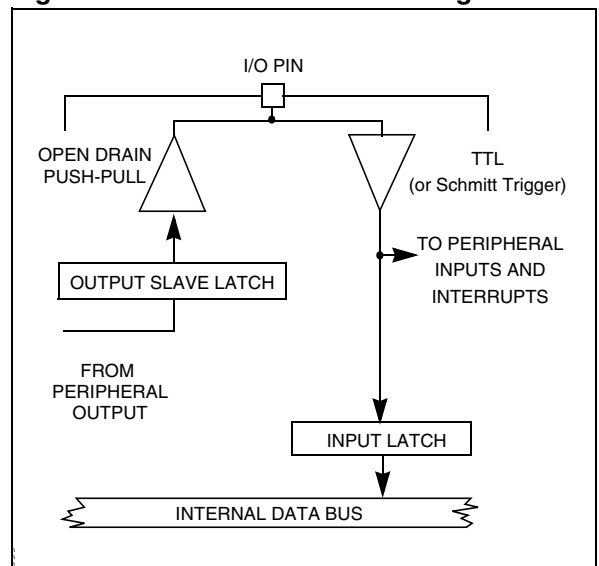 I/O PIN
OPEN DRAIN
PUSH-PULL
TTL
(or Schmitt Trigger)
TO PERIPHERAL
INPUTS AND
INTERRUPTS
OUTPUT SLAVE LATCH
FROM
PERIPHERAL
OUTPUT
INPUT LATCH
INTERNAL DATA BUS